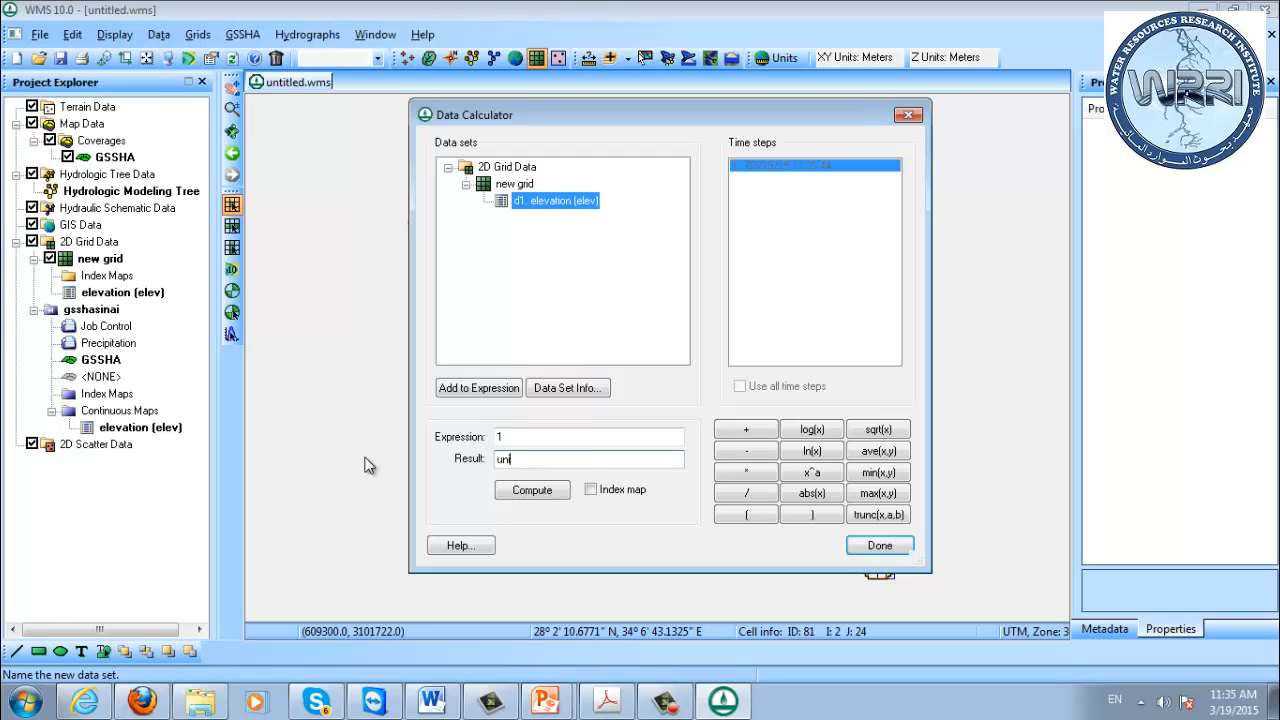 WMS 10.0 - [untitled.wms]
File Edit Display Data Grids GSSHA Hydrographs Window Help
Units XY Units: Meters Z Units: Meters
Project Explorer
Terrain Data
Map Data
Coverages
GSSHA
Hydrologic Tree Data
Hydrologic Modeling Tree
Hydraulic Schematic Data
GIS Data
2D Grid Data
new grid
Index Maps
elevation (elev)
gsshasinai
Job Control
Precipitation
GSSHA
<NONE>
Index Maps
Continuous Maps
elevation (elev)
2D Scatter Data
untitled.wms
Data Calculator
Data sets
2D Grid Data
new grid
d1. elevation (elev)
Time steps
Add to Expression Data Set Info...
Use all time steps
Expression: 1
Result: uni
Compute Index map
+ log(x) sqrt(x)
- ln(x) ave(x,y)
* x^a min(x,y)
/ abs(x) max(x,y)
( ) trunc(x,a,b)
Help... Done
WATER RESOURCES RESEARCH INSTITUTE
WRRI
معهد بحوث الموارد المائية
(609300.0, 3101722.0) 28° 2' 10.6771" N, 34° 6' 43.1325" E Cell info: ID: 81 I: 2 J: 24 UTM, Zone: 3
Metadata Properties
Name the new data set.
EN
11:35 AM
3/19/2015